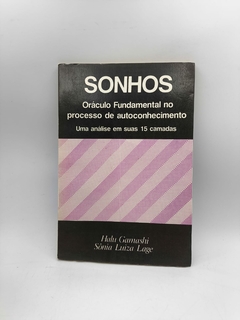 SONHOS
Oráculo Fundamental no
processo de autoconhecimento
Uma análise em suas 15 camadas
Halu Gamashi
Sônia Luiza Lage